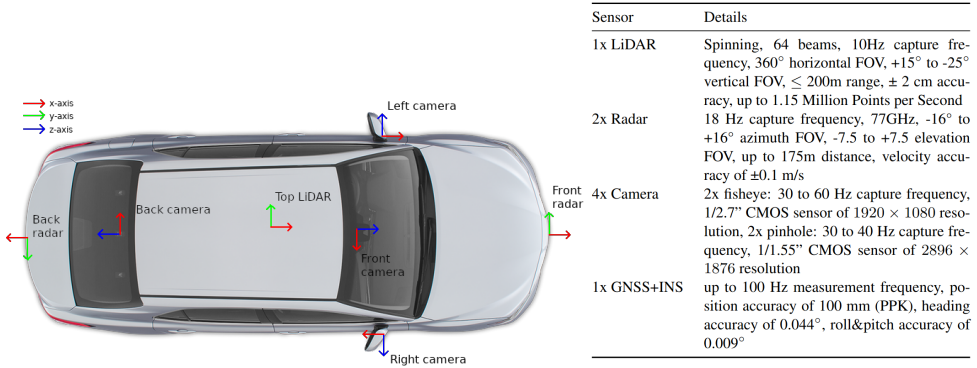 x-axis
y-axis
z-axis
Left camera
Back
radar
Back camera
Top LiDAR
Front
radar
Front
camera
Right camera
Sensor Details
1x LiDAR Spinning, 64 beams, 10Hz capture fre-
quency, 360° horizontal FOV, +15° to -25°
vertical FOV, ≤ 200m range, ± 2 cm accu-
racy, up to 1.15 Million Points per Second
2x Radar 18 Hz capture frequency, 77GHz, -16° to
+16° azimuth FOV, -7.5 to +7.5 elevation
FOV, up to 175m distance, velocity accu-
racy of ±0.1 m/s
4x Camera 2x fisheye: 30 to 60 Hz capture frequency,
1/2.7” CMOS sensor of 1920 × 1080 reso-
lution, 2x pinhole: 30 to 40 Hz capture fre-
quency, 1/1.55” CMOS sensor of 2896 ×
1876 resolution
1x GNSS+INS up to 100 Hz measurement frequency, po-
sition accuracy of 100 mm (PPK), heading
accuracy of 0.044°, roll&pitch accuracy of
0.009°